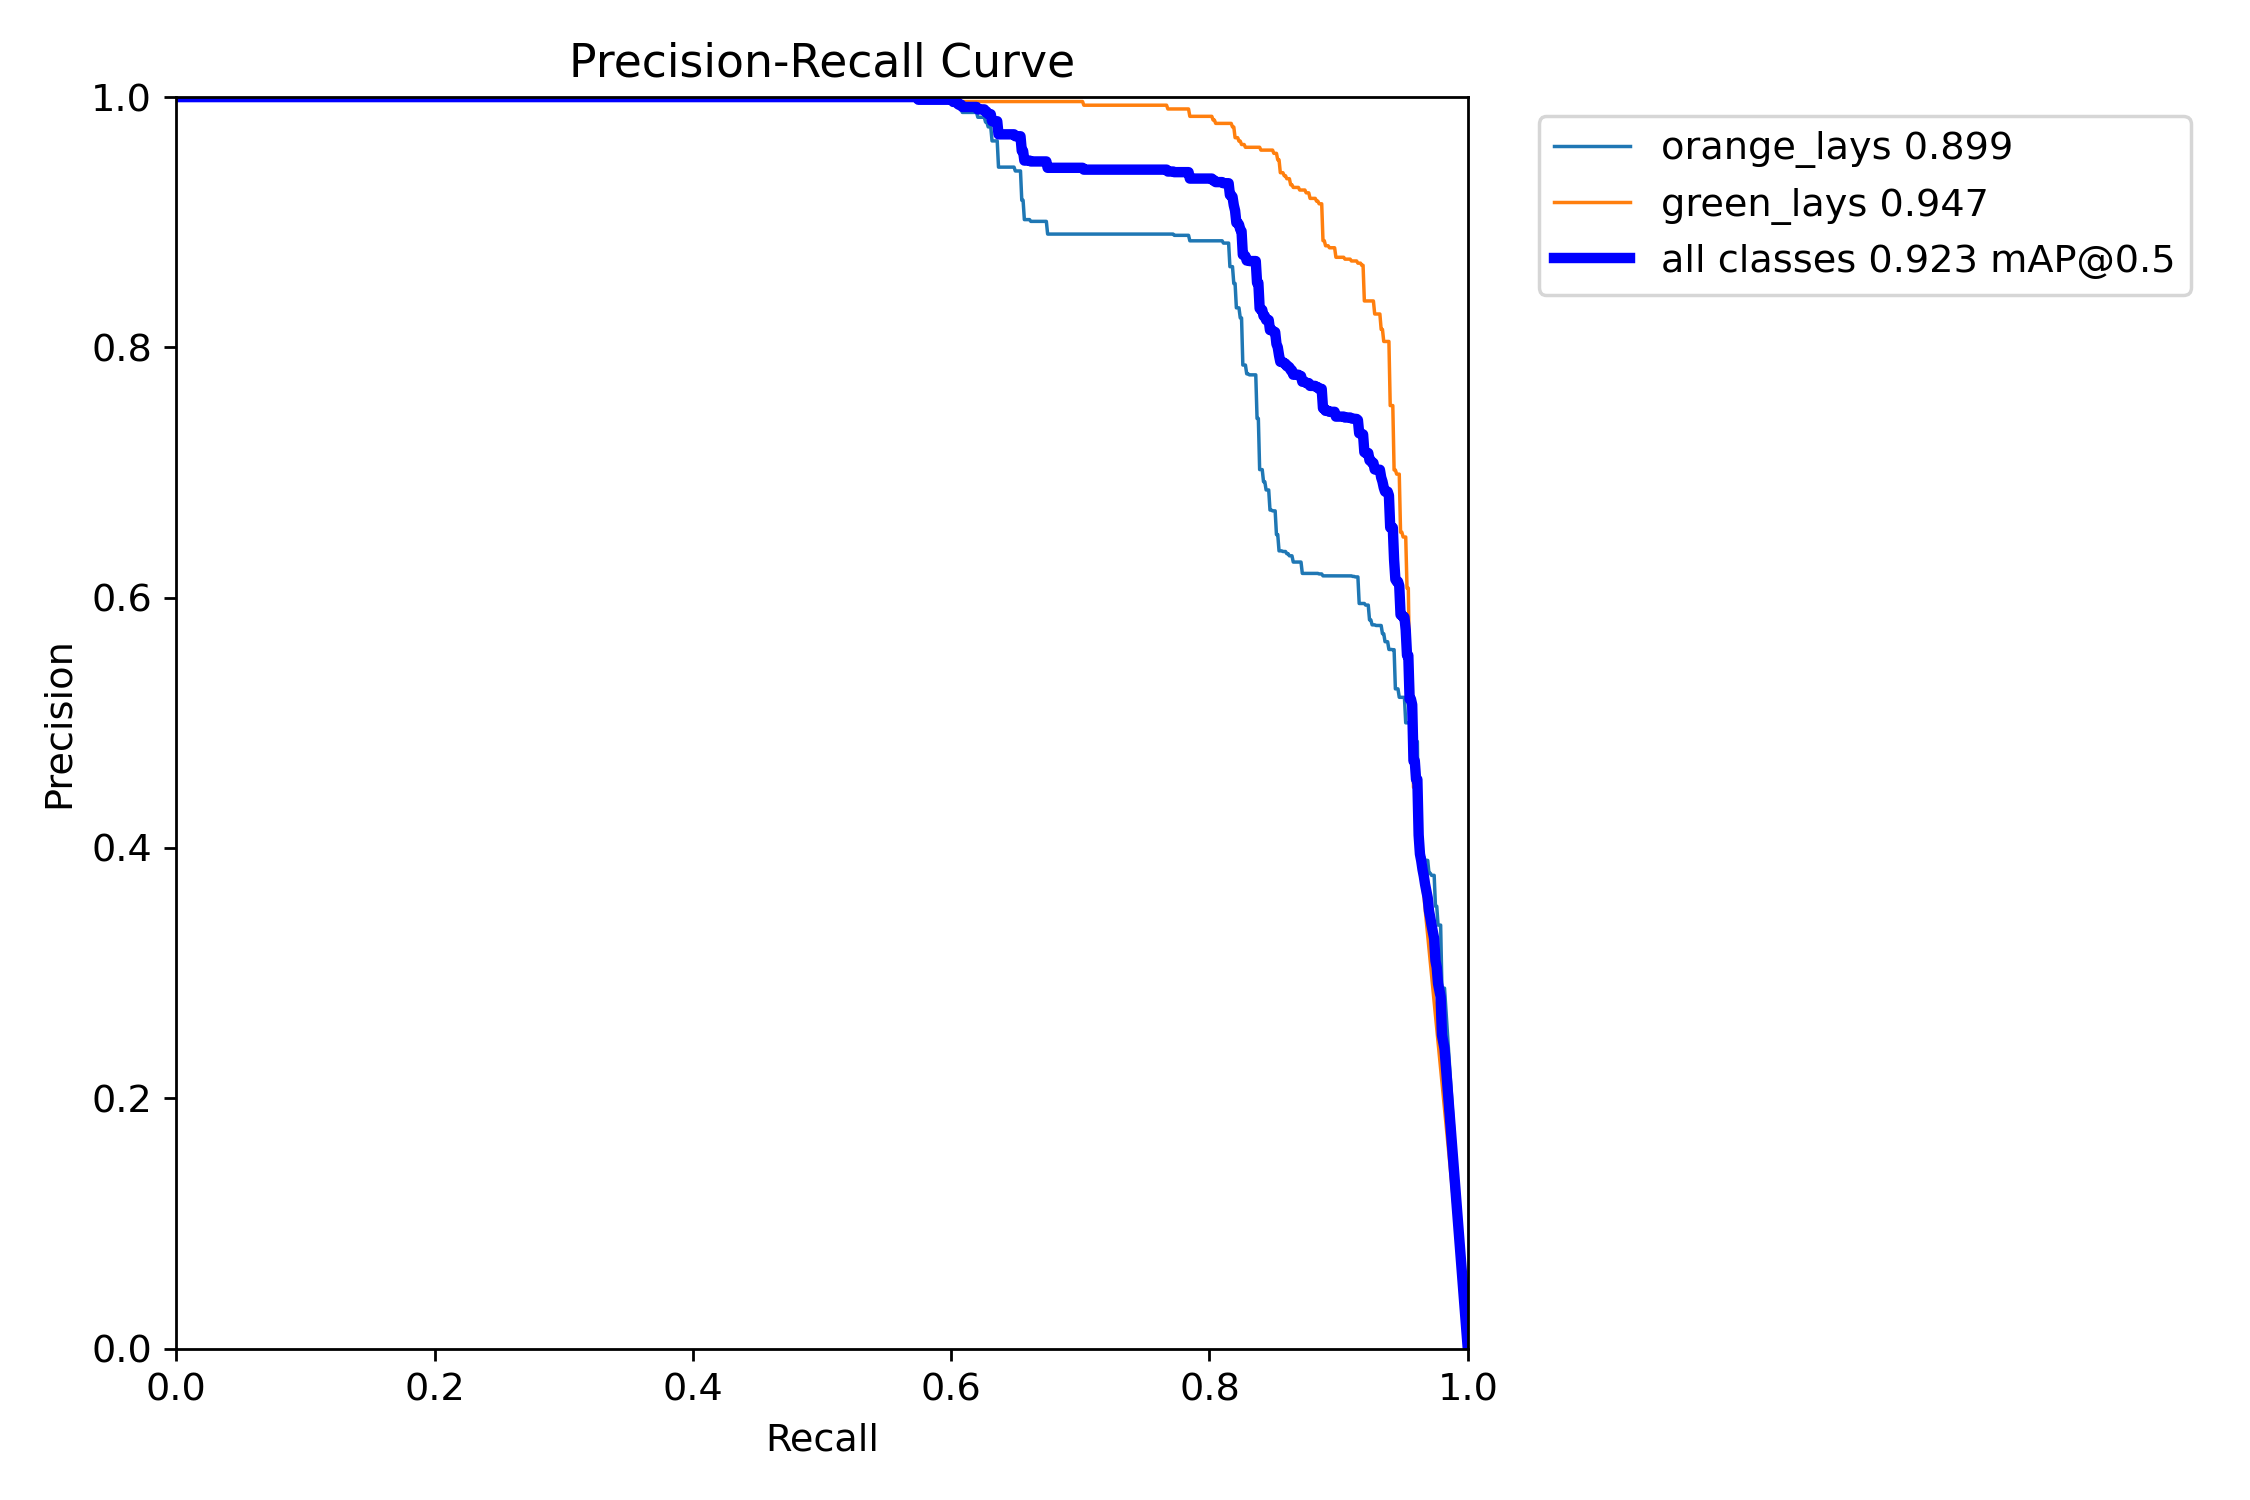 Precision-Recall Curve
1.0
0.8
0.6
0.4
0.2
0.0
Precision
0.0 0.2 0.4 0.6 0.8 1.0
Recall
orange_lays 0.899
green_lays 0.947
all classes 0.923 mAP@0.5